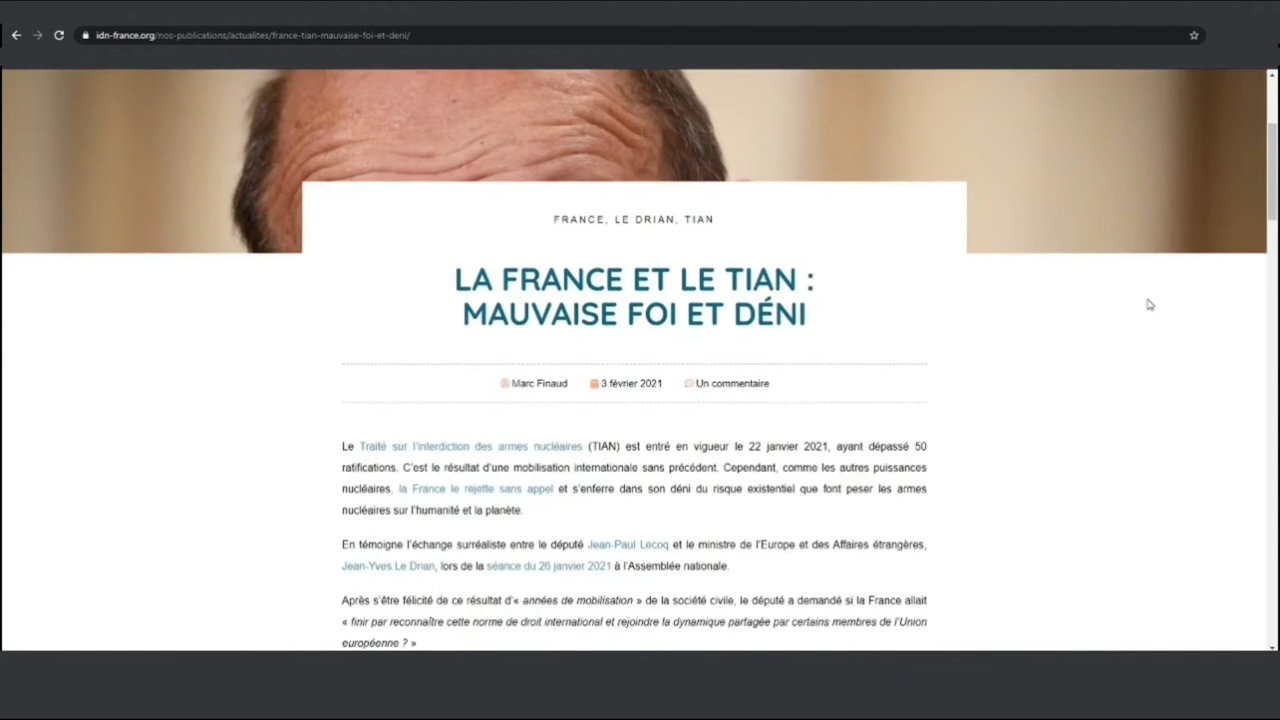 idn-france.org/nos-publications/actualites/france-tian-mauvaise-foi-et-deni/
FRANCE, LE DRIAN, TIAN
LA FRANCE ET LE TIAN :
MAUVAISE FOI ET DÉNI
Marc Finaud 3 février 2021 Un commentaire
Le Traité sur l'interdiction des armes nucléaires (TIAN) est entré en vigueur le 22 janvier 2021, ayant dépassé 50
ratifications. C'est le résultat d'une mobilisation internationale sans précédent. Cependant, comme les autres puissances
nucléaires, la France le rejette sans appel et s'enferre dans son déni du risque existentiel que font peser les armes
nucléaires sur l'humanité et la planète.
En témoigne l'échange surréaliste entre le député Jean-Paul Lecoq et le ministre de l'Europe et des Affaires étrangères,
Jean-Yves Le Drian, lors de la séance du 26 janvier 2021 à l'Assemblée nationale.
Après s'être félicité de ce résultat d'« années de mobilisation » de la société civile, le député a demandé si la France allait
« finir par reconnaître cette norme de droit international et rejoindre la dynamique partagée par certains membres de l'Union
européenne ? »